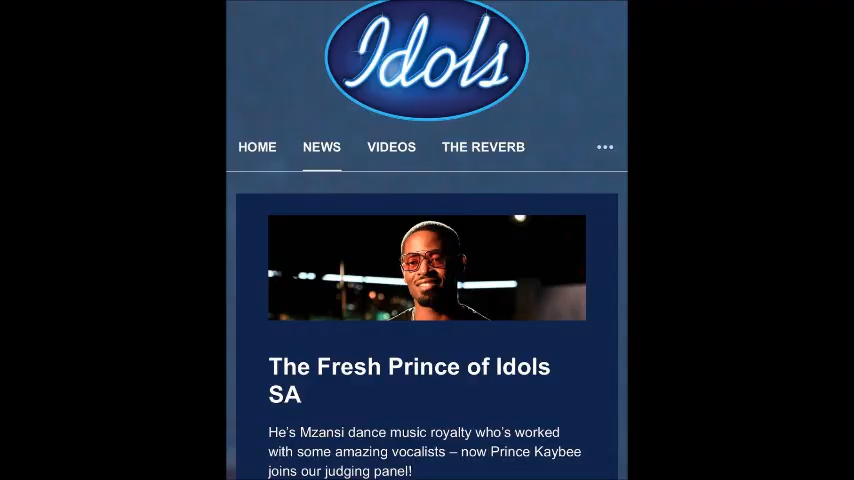 Idols
HOME NEWS VIDEOS THE REVERB
The Fresh Prince of Idols
SA
He's Mzansi dance music royalty who's worked
with some amazing vocalists – now Prince Kaybee
joins our judging panel!